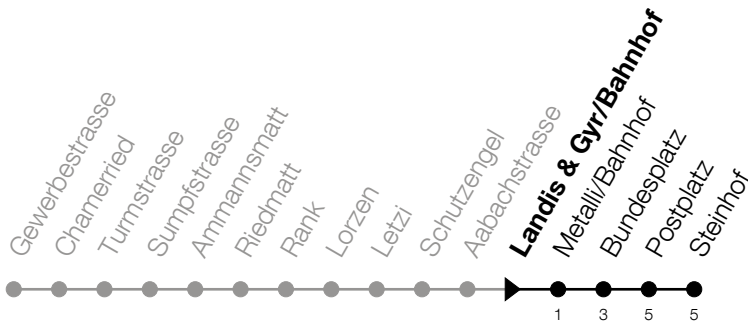 Gewerbestrasse
Chamerried
Turmstrasse
Sumpfstrasse
Ammannsmatt
Riedmatt
Rank
Lorzen
Letzi
Schutzengel
Aabachstrasse
Landis & Gyr/Bahnhof
Metalli/Bahnhof
Bundesplatz
Postplatz
Steinhof
1 3 5 5